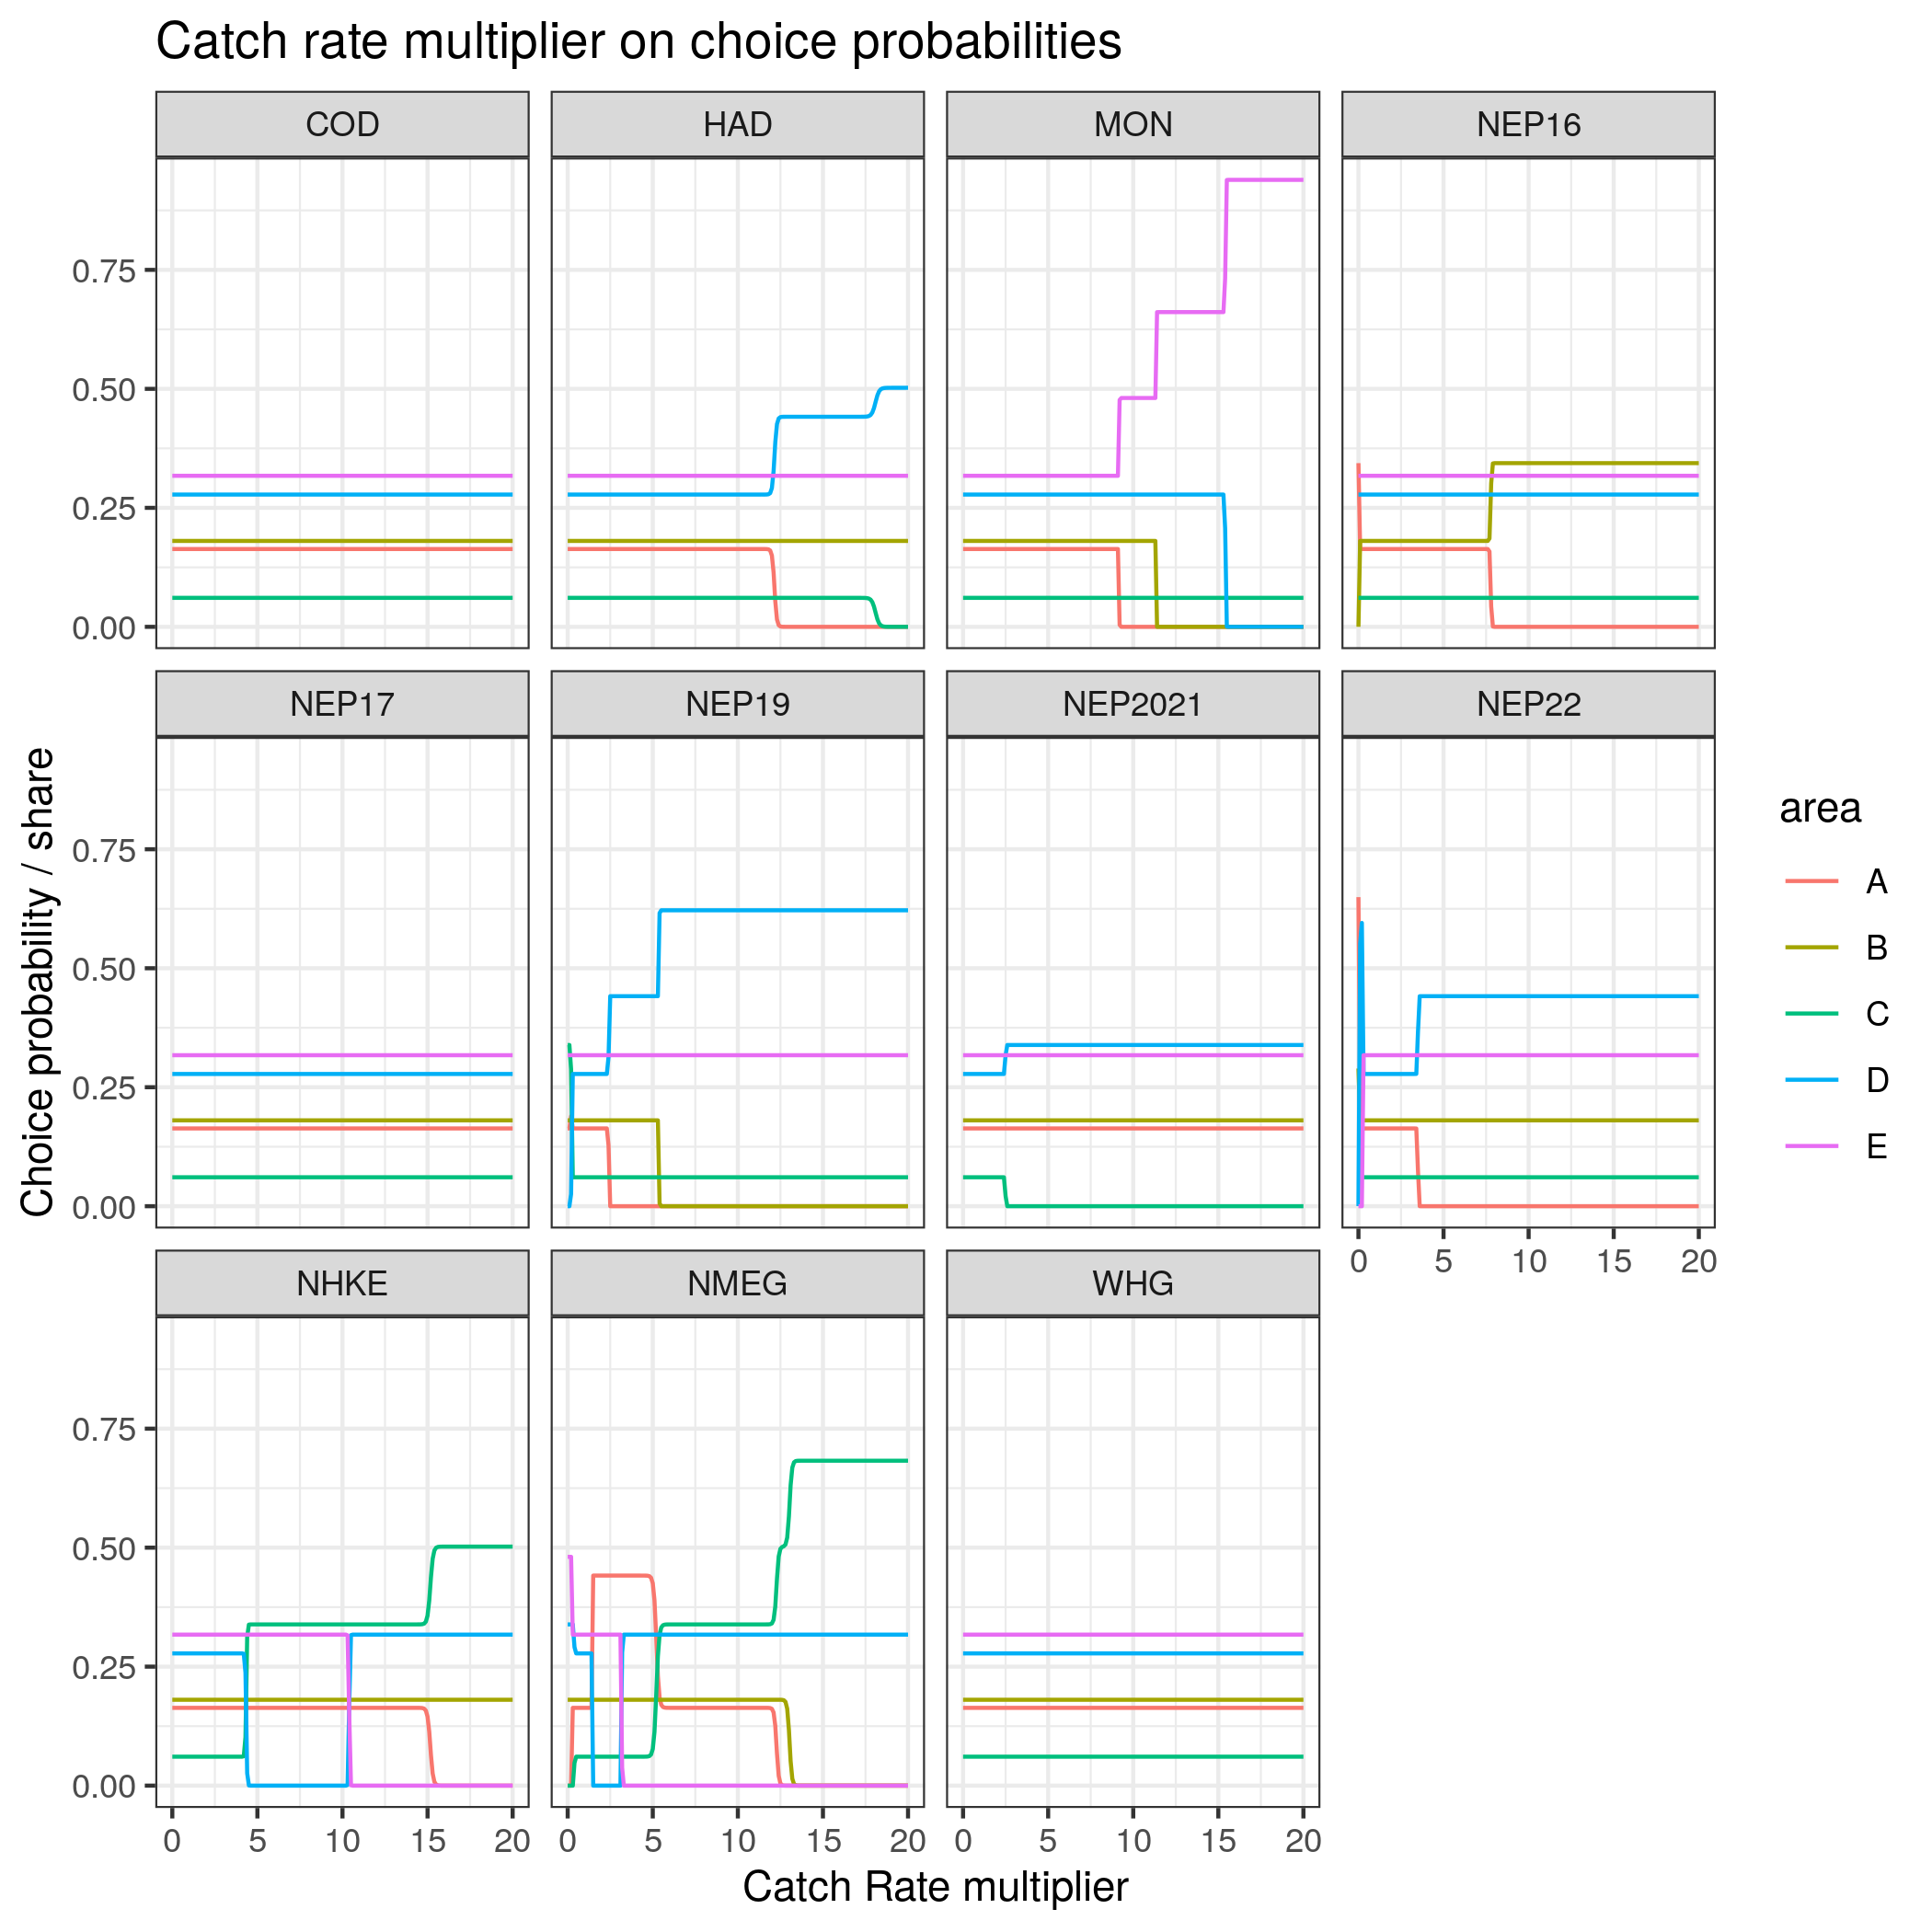 Catch rate multiplier on choice probabilities
COD HAD MON NEP16
0.75
0.50
0.25
0.00
NEP17 NEP19 NEP2021 NEP22
0.75
0.50
0.25
0.00
0 5 10 15 20
NHKE NMEG WHG
0.75
0.50
0.25
0.00
0 5 10 15 20 0 5 10 15 20 0 5 10 15 20
Catch Rate multiplier
Choice probability / share
area
A
B
C
D
E